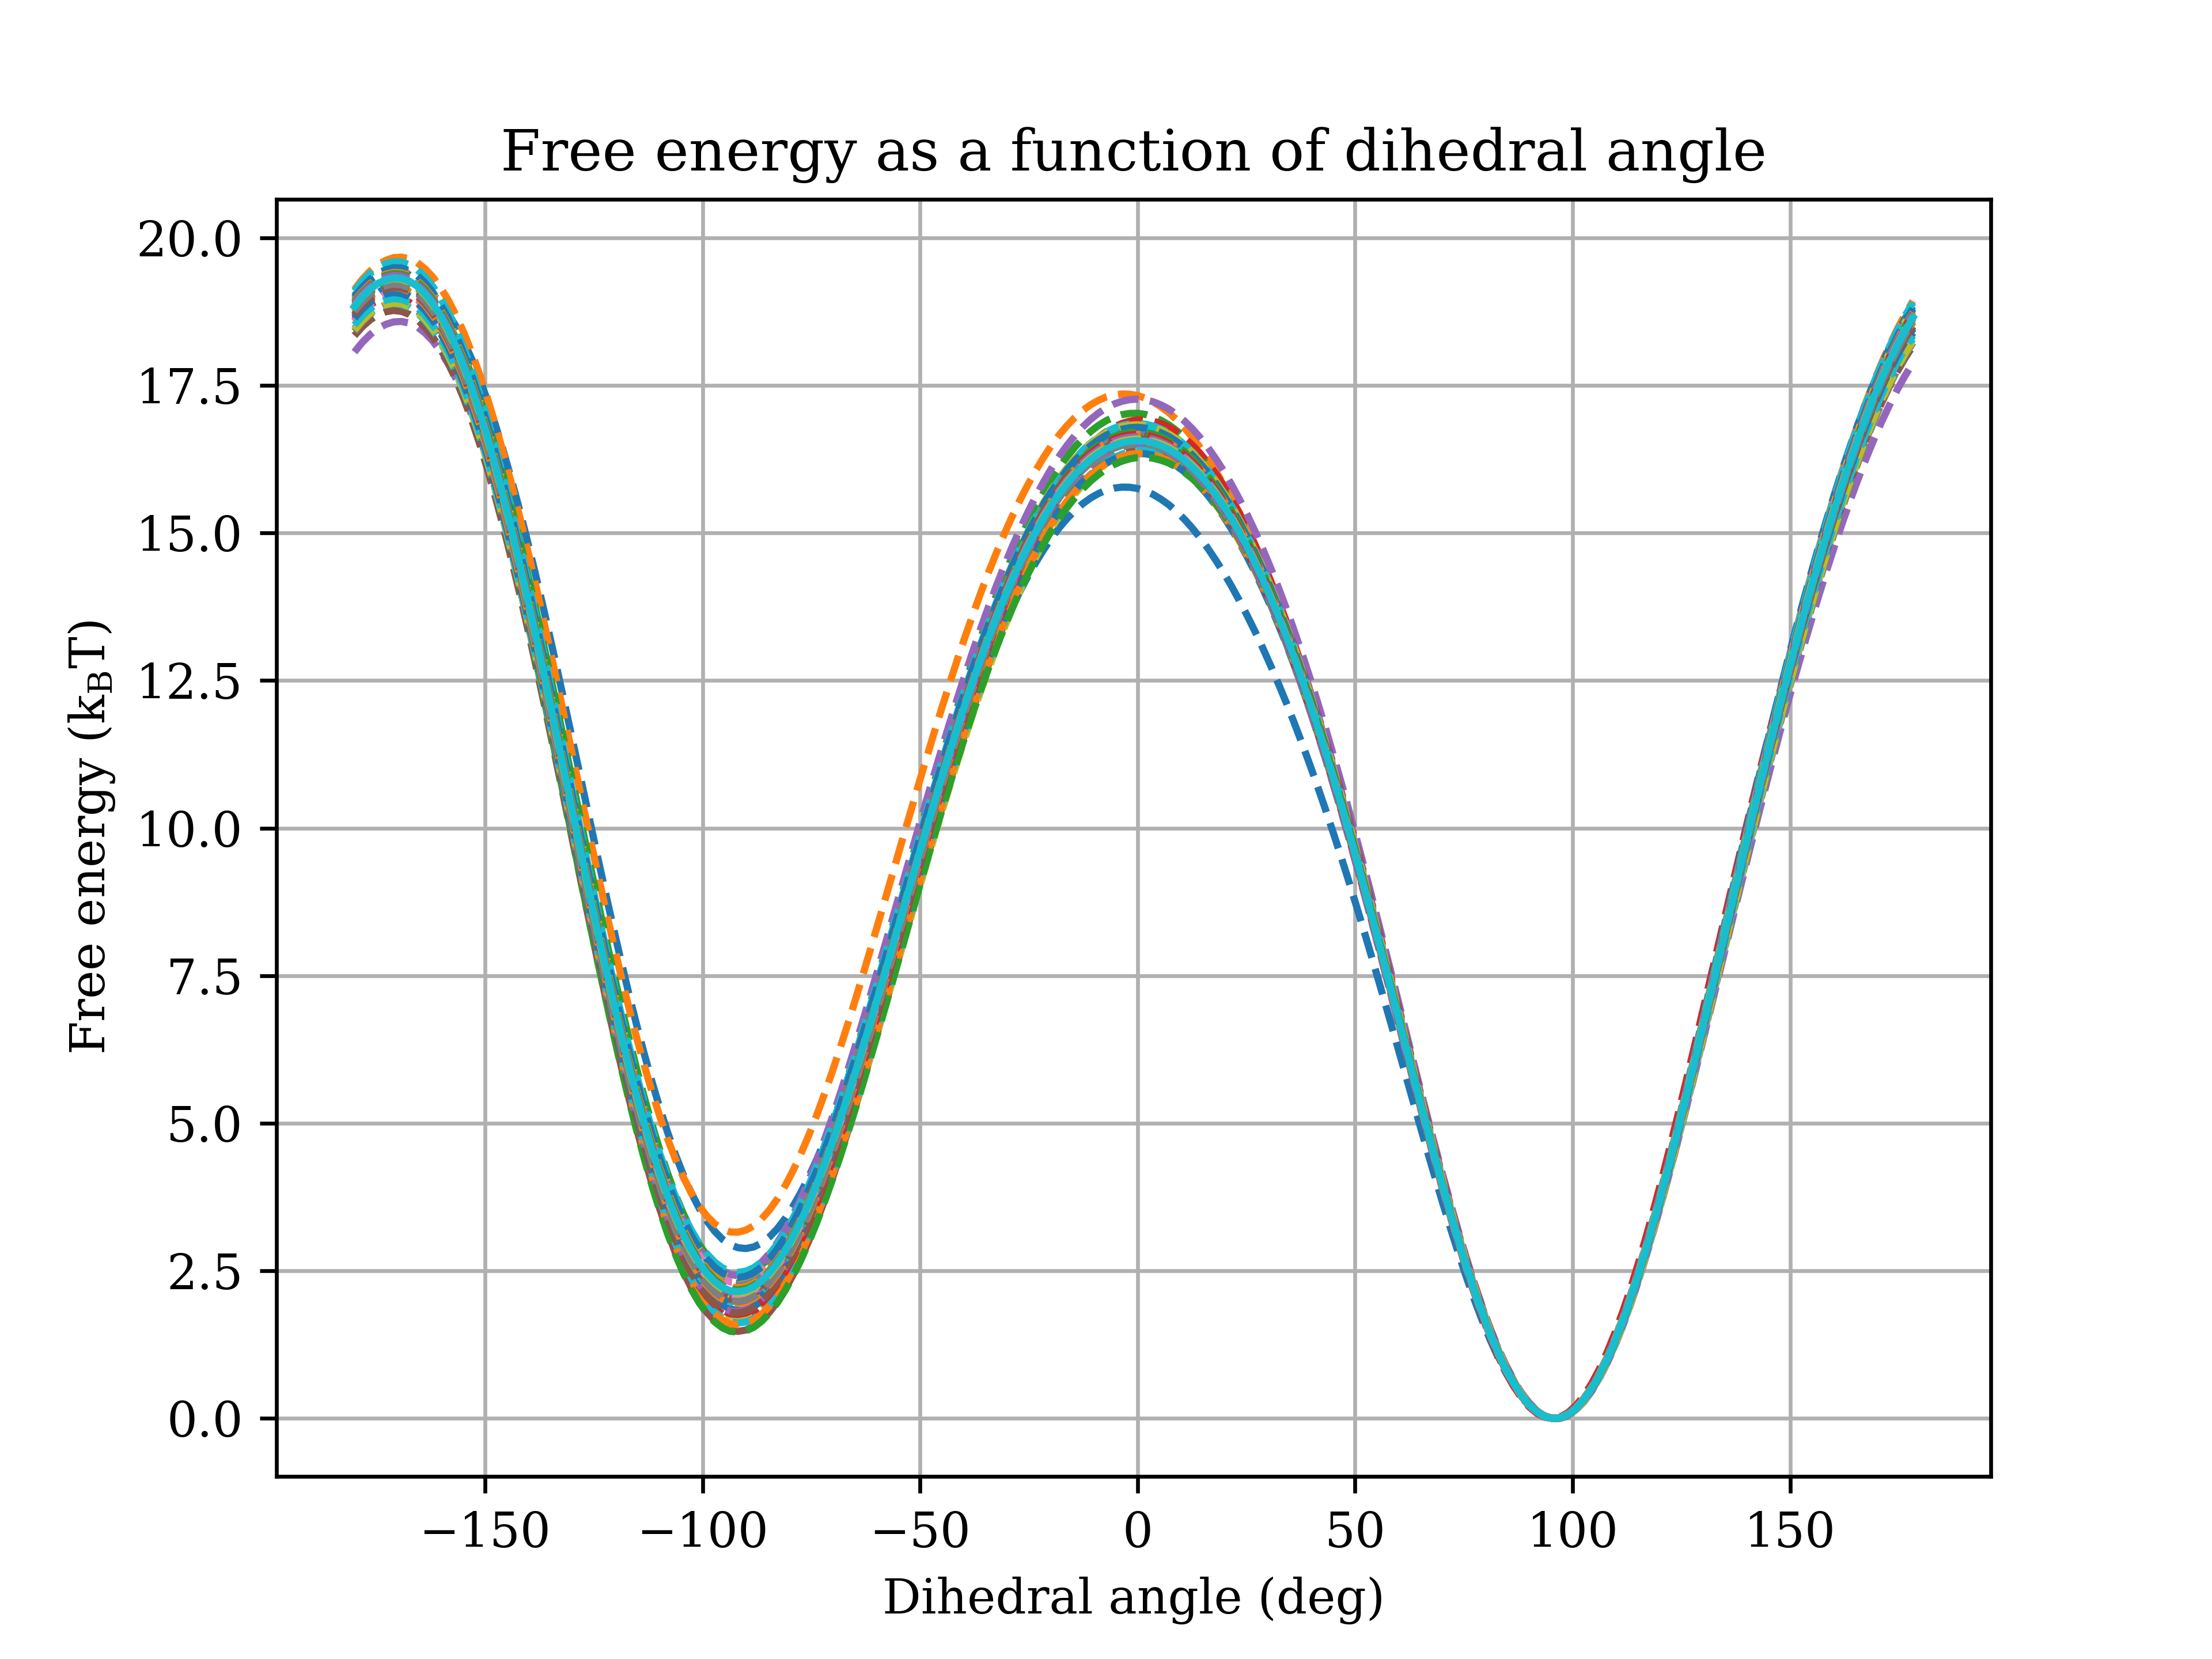 Free energy as a function of dihedral angle
20.0
17.5
15.0
12.5
10.0
7.5
5.0
2.5
0.0
Free energy (kBT)
−150 −100 −50 0 50 100 150
Dihedral angle (deg)